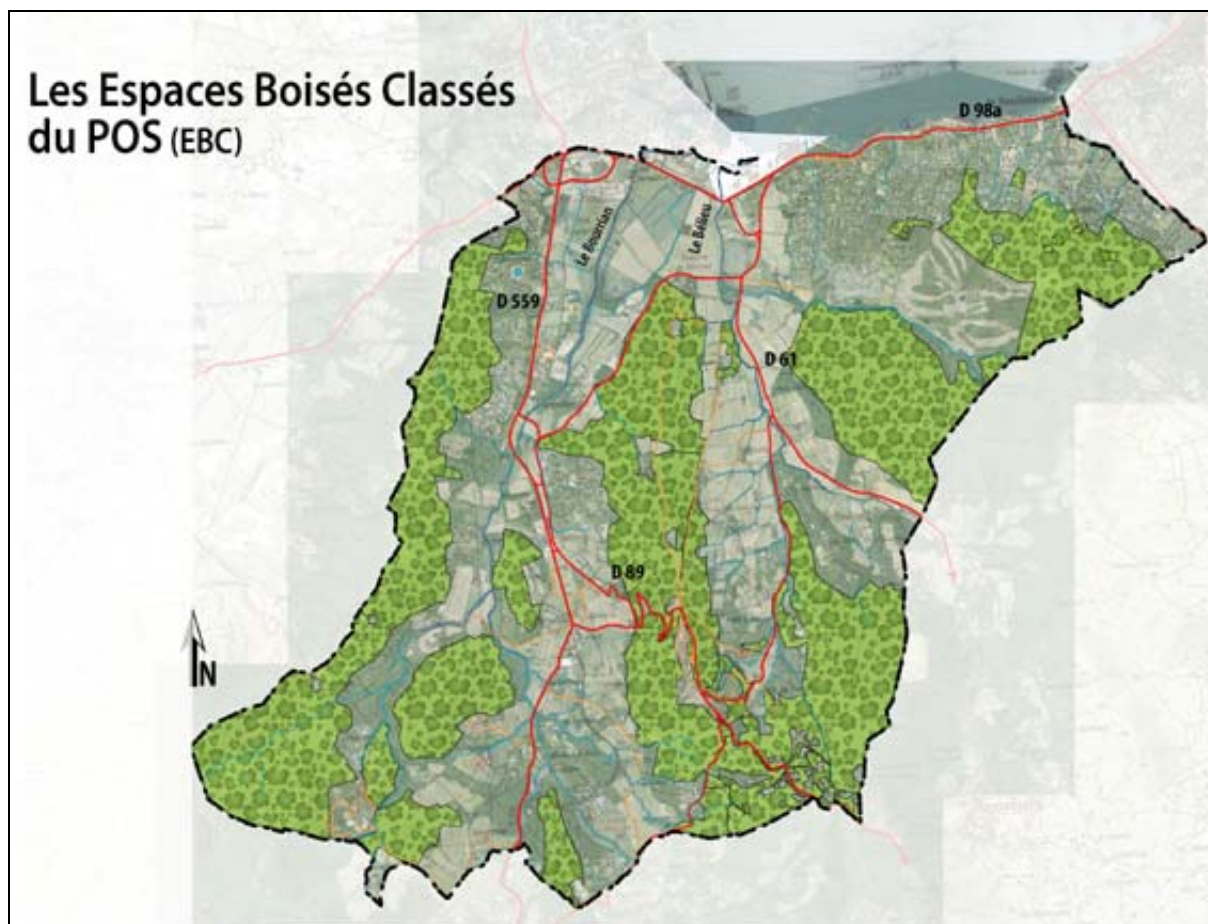 Les Espaces Boisés Classés
du POS (EBC)
D 98a
Le Bourrian
Le Bélieu
D 559
D 61
D 89
N